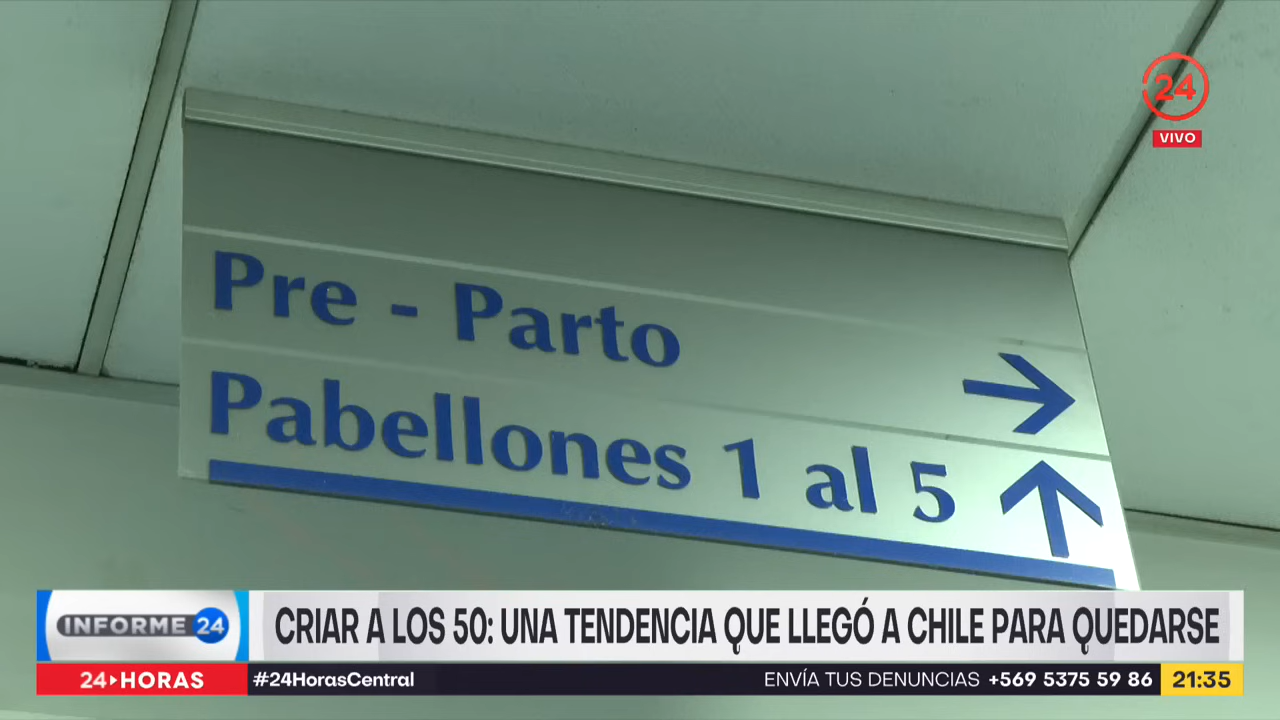 24
VIVO
Pre - Parto
Pabellones 1 al 5
INFORME 24
CRIAR A LOS 50: UNA TENDENCIA QUE LLEGÓ A CHILE PARA QUEDARSE
24 HORAS
#24HorasCentral
ENVÍA TUS DENUNCIAS +569 5375 59 86
21:35